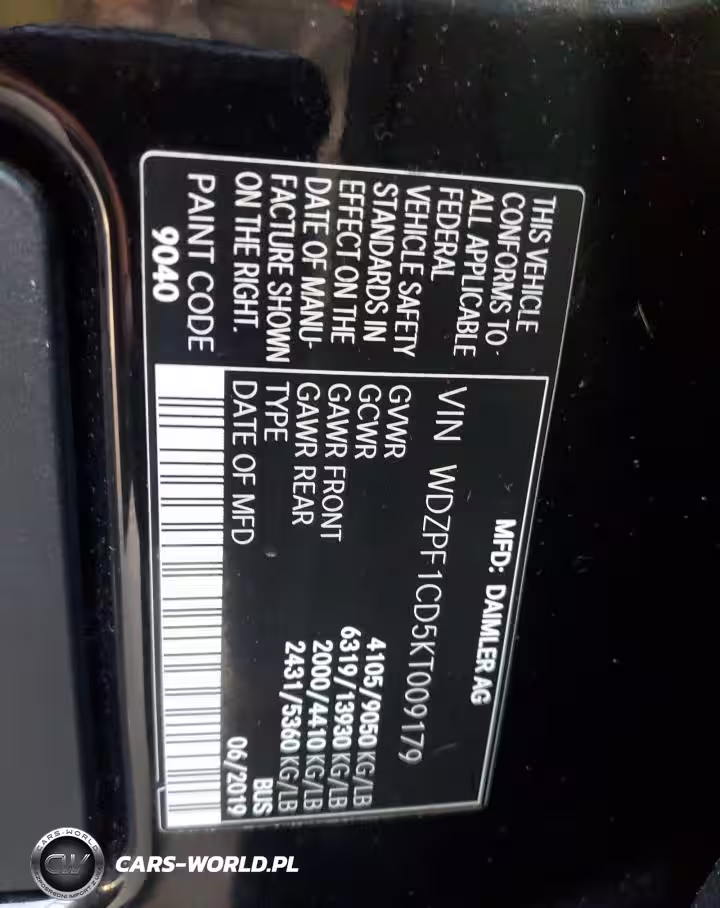 THIS VEHICLE
CONFORMS TO
ALL APPLICABLE
FEDERAL
VEHICLE SAFETY
STANDARDS IN
EFFECT ON THE
DATE OF MANU-
FACTURE SHOWN
ON THE RIGHT.
PAINT CODE
9040
MFD: DAIMLER AG
VIN WDZPF1CD5KT009179
GVWR 4105/9050 KG/LB
GCWR 6319/13930 KG/LB
GAWR FRONT 2000/4410 KG/LB
GAWR REAR 2431/5360 KG/LB
TYPE BUS
DATE OF MFD 06/2019
CARS-WORLD
CW
CARS-WORLD.PL